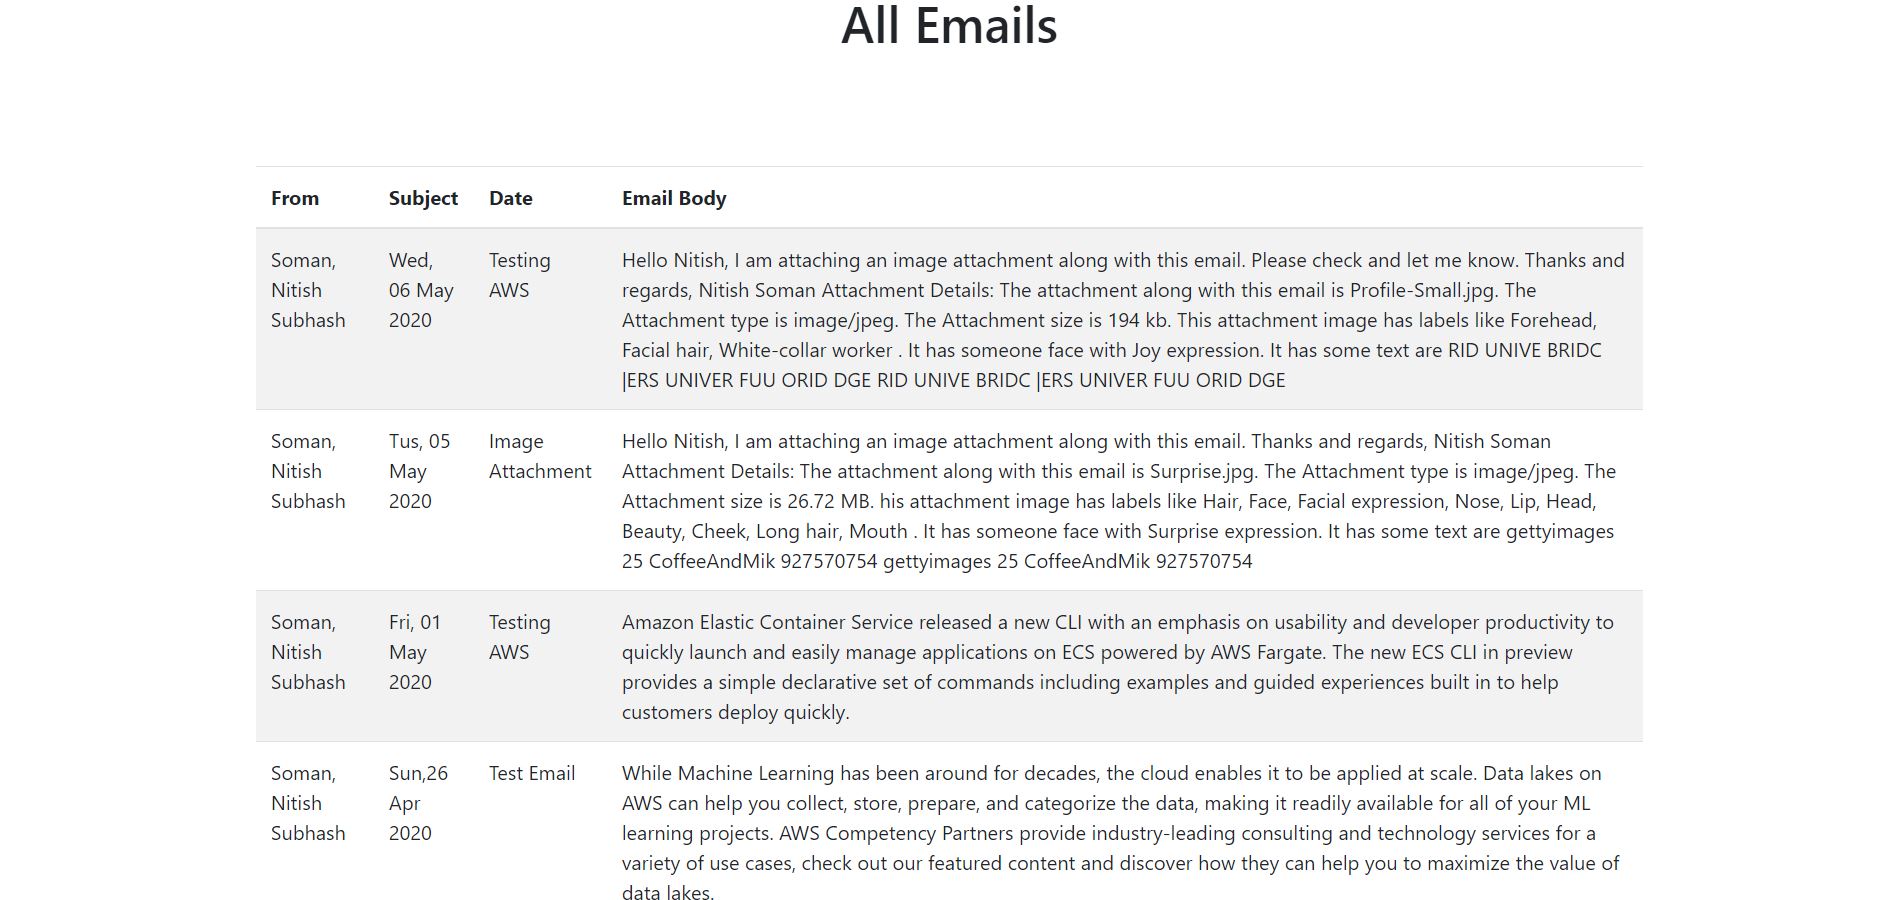 All Emails
From Subject Date Email Body
Soman, Nitish Subhash
Wed, 06 May 2020
Testing AWS
Hello Nitish, I am attaching an image attachment along with this email. Please check and let me know. Thanks and
regards, Nitish Soman Attachment Details: The attachment along with this email is Profile-Small.jpg. The
Attachment type is image/jpeg. The Attachment size is 194 kb. This attachment image has labels like Forehead,
Facial hair, White-collar worker . It has someone face with Joy expression. It has some text are RID UNIVE BRIDC
|ERS UNIVER FUU ORID DGE RID UNIVE BRIDC |ERS UNIVER FUU ORID DGE
Soman, Nitish Subhash
Tus, 05 May 2020
Image Attachment
Hello Nitish, I am attaching an image attachment along with this email. Thanks and regards, Nitish Soman
Attachment Details: The attachment along with this email is Surprise.jpg. The Attachment type is image/jpeg. The
Attachment size is 26.72 MB. his attachment image has labels like Hair, Face, Facial expression, Nose, Lip, Head,
Beauty, Cheek, Long hair, Mouth . It has someone face with Surprise expression. It has some text are gettyimages
25 CoffeeAndMik 927570754 gettyimages 25 CoffeeAndMik 927570754
Soman, Nitish Subhash
Fri, 01 May 2020
Testing AWS
Amazon Elastic Container Service released a new CLI with an emphasis on usability and developer productivity to
quickly launch and easily manage applications on ECS powered by AWS Fargate. The new ECS CLI in preview
provides a simple declarative set of commands including examples and guided experiences built in to help
customers deploy quickly.
Soman, Nitish Subhash
Sun,26 Apr 2020
Test Email
While Machine Learning has been around for decades, the cloud enables it to be applied at scale. Data lakes on
AWS can help you collect, store, prepare, and categorize the data, making it readily available for all of your ML
learning projects. AWS Competency Partners provide industry-leading consulting and technology services for a
variety of use cases, check out our featured content and discover how they can help you to maximize the value of
data lakes.